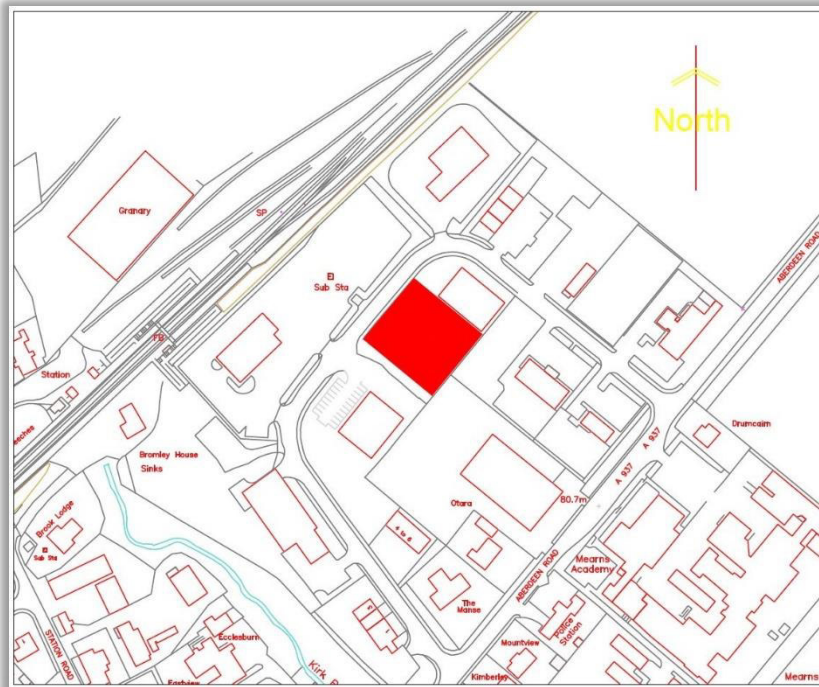 North
Granary
SP
ABERDEEN ROAD
Sub Sta
FB
Station
Beeches
Drumcairn
A 937
Bromley House
Sinks
A 937
80.7m
Otara
Brook Lodge
Sub Sta
4 to 6
ABERDEEN ROAD
Mearns
Academy
The
Manse
Police
Station
STATION ROAD
Ecclesburn
Mountview
Kirk
Kimberley
Mearns
Eastview